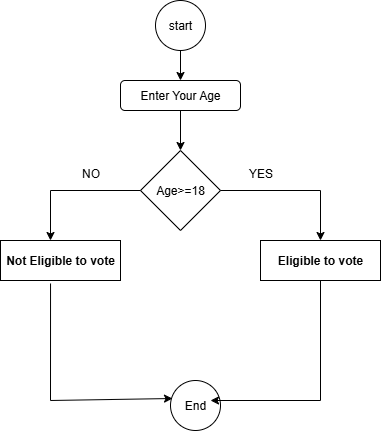 start
Enter Your Age
NO
YES
Age>=18
Not Eligible to vote
Eligible to vote
End